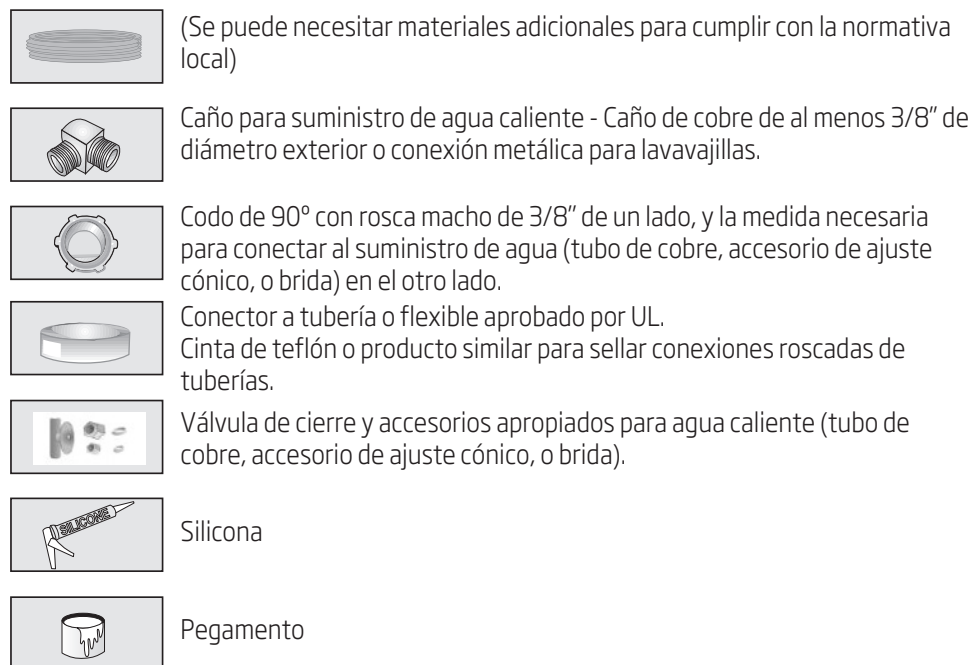 (Se puede necesitar materiales adicionales para cumplir con la normativa
local)
Caño para suministro de agua caliente - Caño de cobre de al menos 3/8” de
diámetro exterior o conexión metálica para lavavajillas.
Codo de 90º con rosca macho de 3/8” de un lado, y la medida necesaria
para conectar al suministro de agua (tubo de cobre, accesorio de ajuste
cónico, o brida) en el otro lado.
Conector a tubería o flexible aprobado por UL.
Cinta de teflón o producto similar para sellar conexiones roscadas de
tuberías.
Válvula de cierre y accesorios apropiados para agua caliente (tubo de
cobre, accesorio de ajuste cónico, o brida).
SILICONE
Silicona
Pegamento